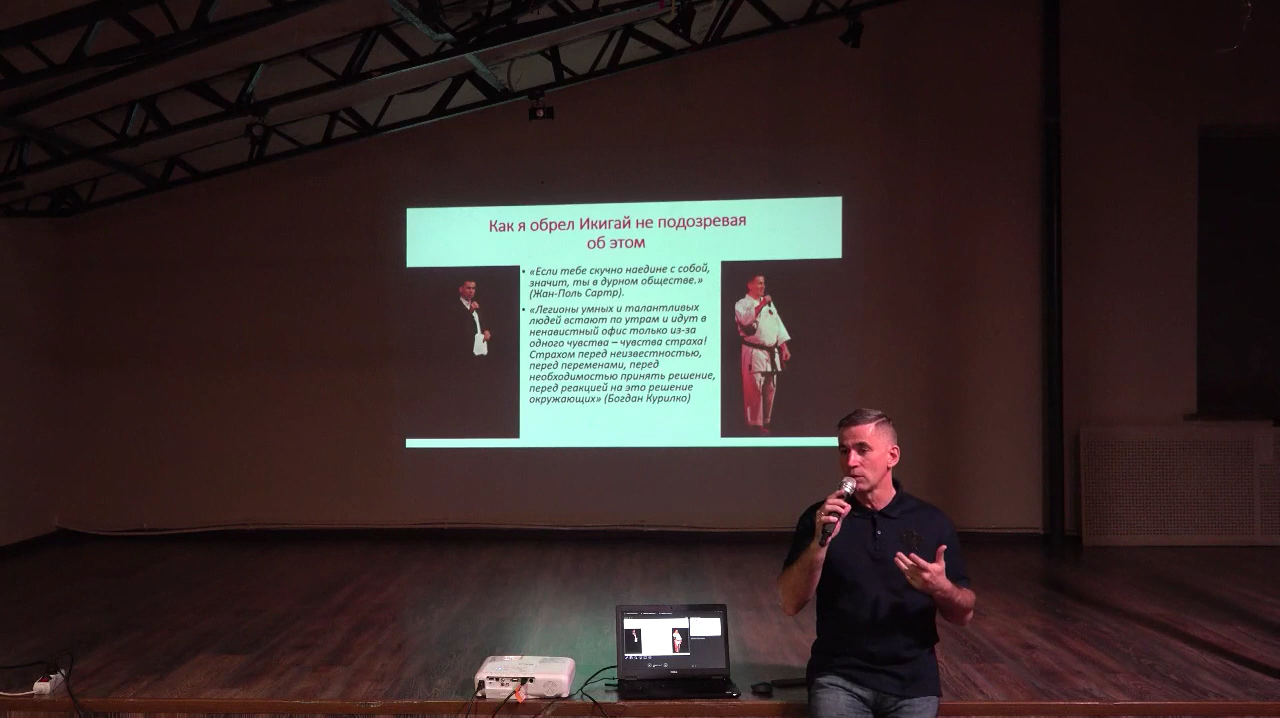 Как я обрел Икигай не подозревая
об этом
• «Если тебе скучно наедине с собой,
значит, ты в дурном обществе.»
(Жан-Поль Сартр).
• «Легионы умных и талантливых
людей встают по утрам и идут в
ненавистный офис только из-за
одного чувства – чувства страха!
Страхом перед неизвестностью,
перед переменами, перед
необходимостью принять решение,
перед реакцией на это решение
окружающих» (Богдан Курилко)